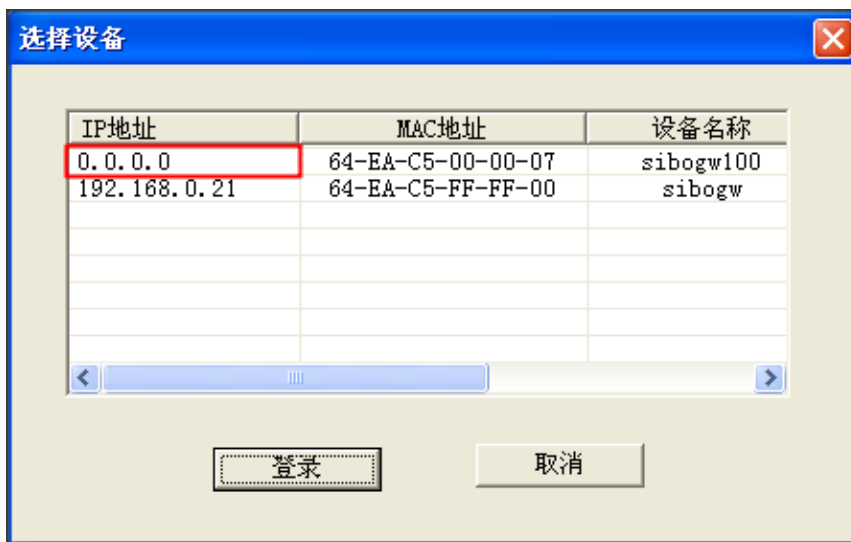 选择设备
IP地址 MAC地址 设备名称
0.0.0.0 64-EA-C5-00-00-07 sibogw100
192.168.0.21 64-EA-C5-FF-FF-00 sibogw
登录 取消